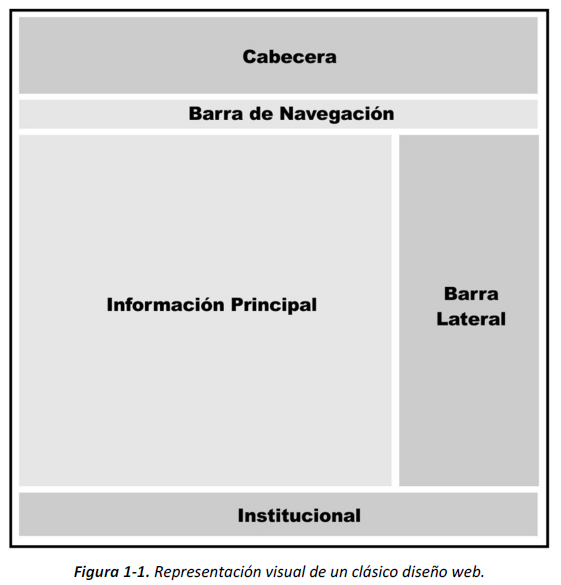 Cabecera
Barra de Navegación
Información Principal
Barra
Lateral
Institucional
Figura 1-1. Representación visual de un clásico diseño web.